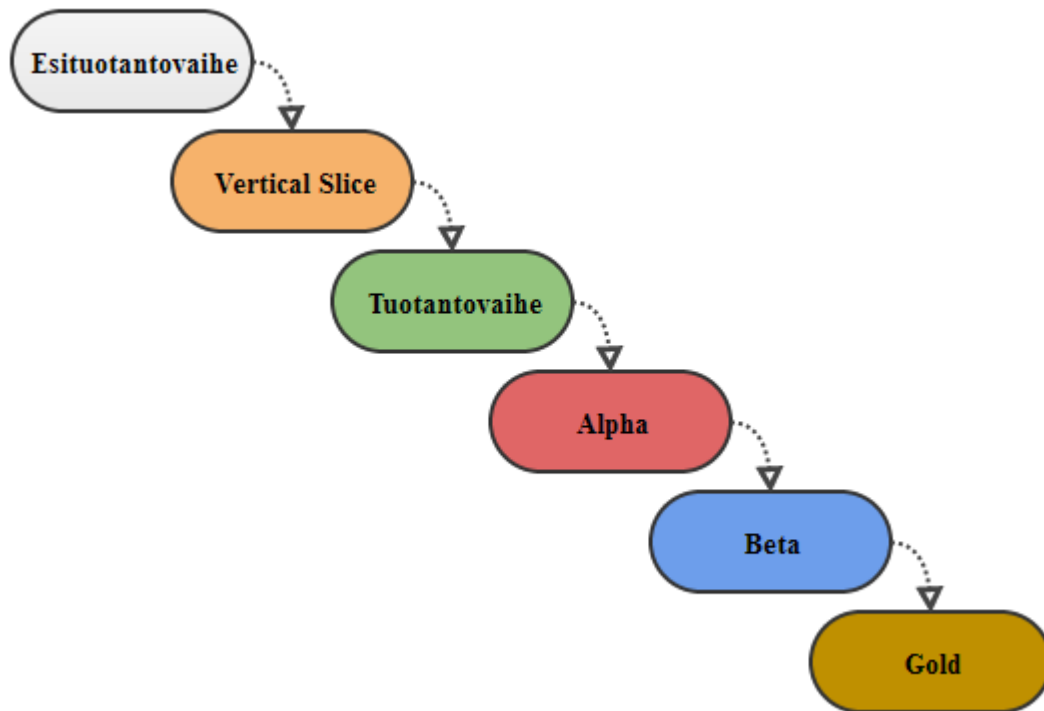 Esituotantovaihe
Vertical Slice
Tuotantovaihe
Alpha
Beta
Gold